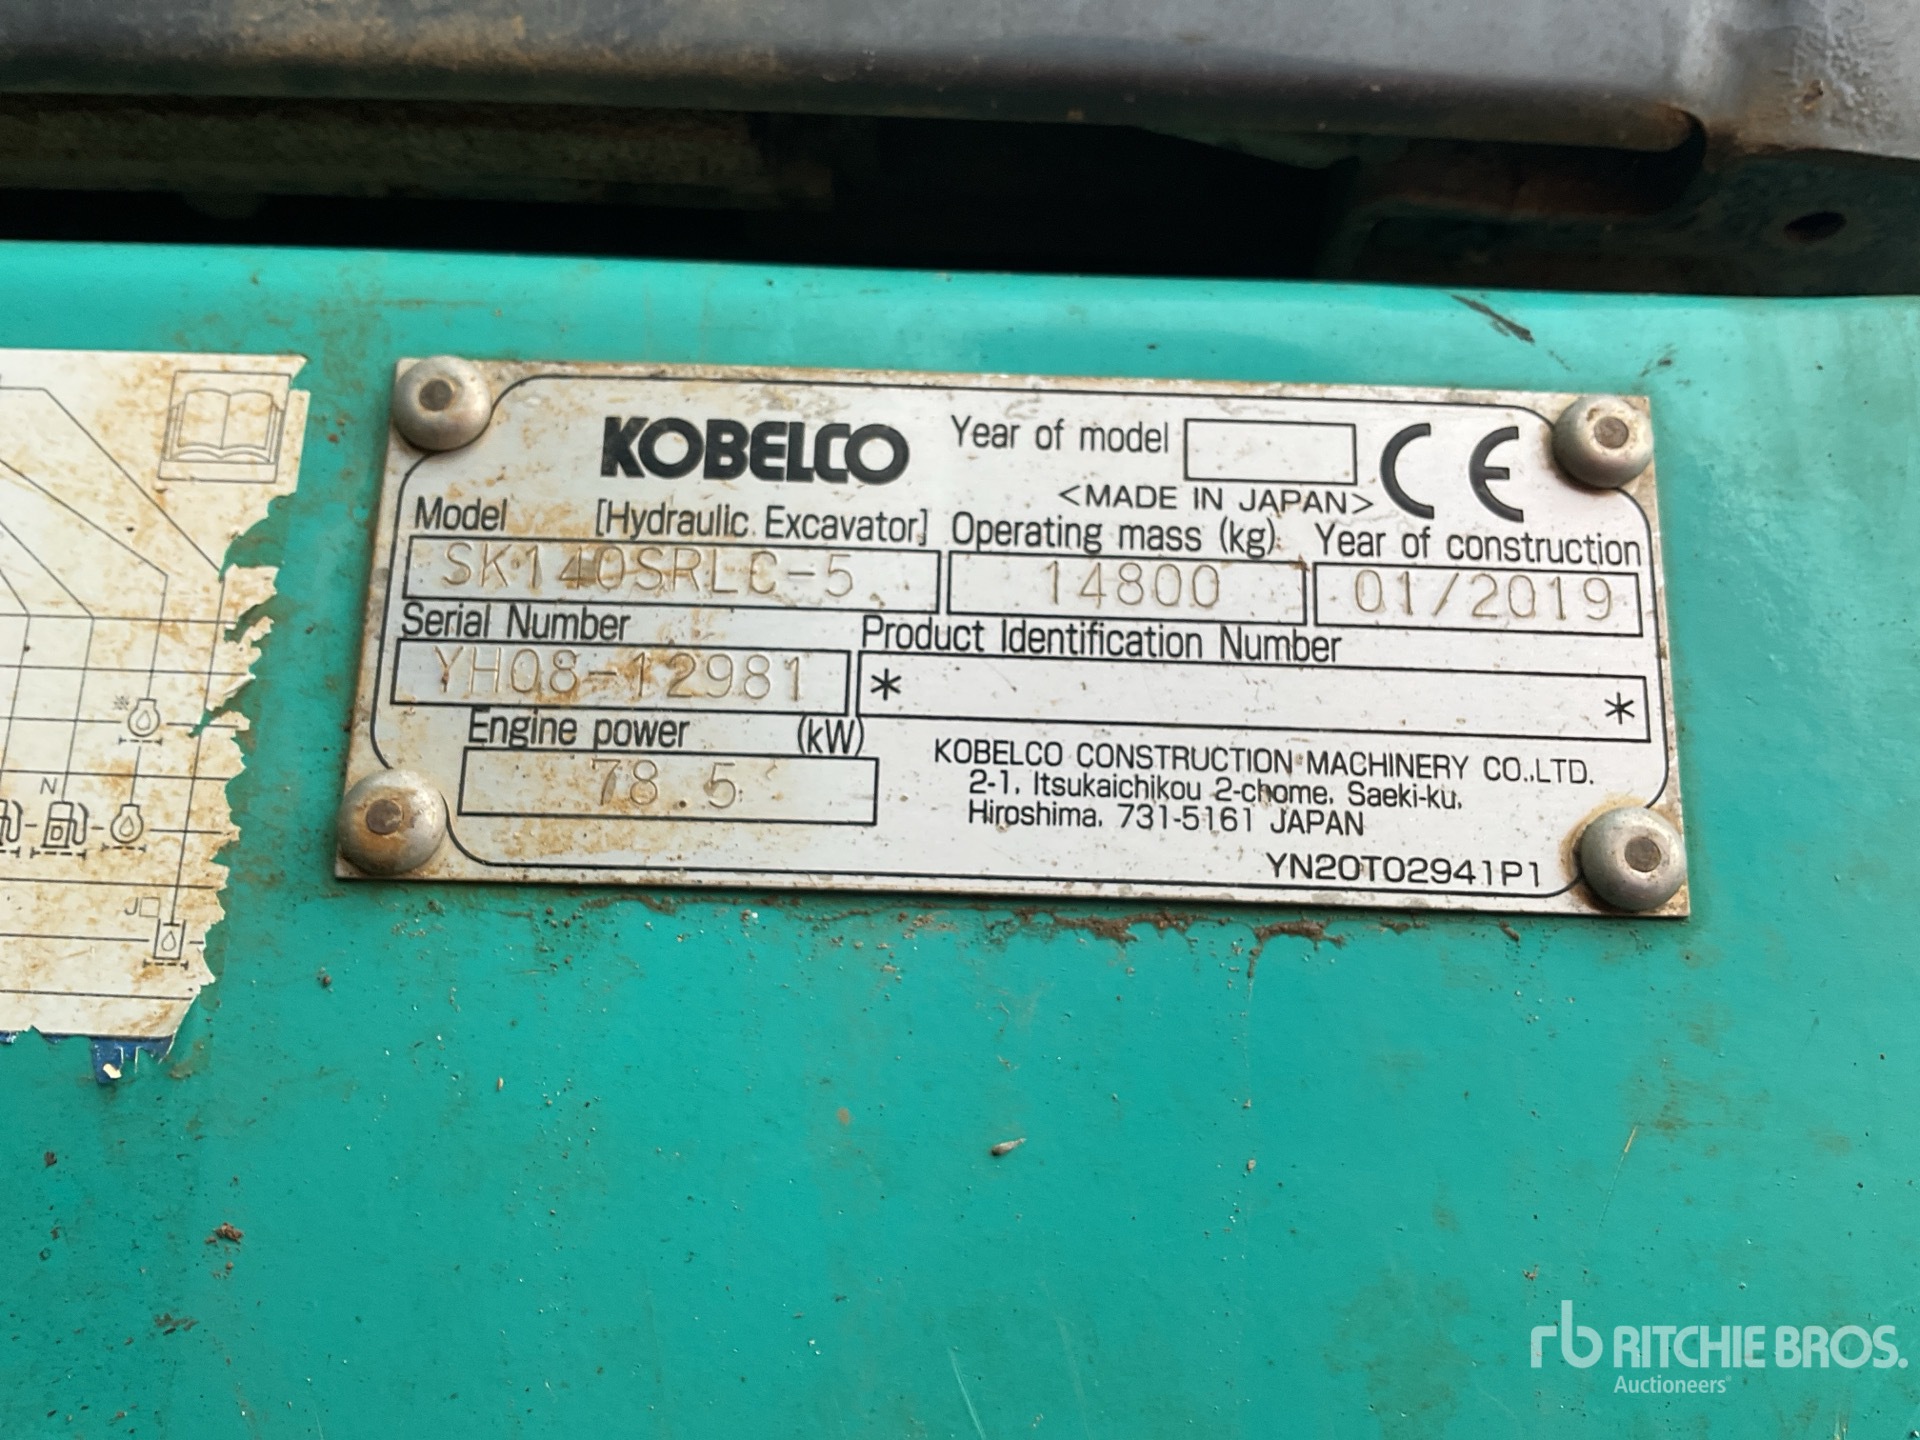 KOBELCO Year of model
<MADE IN JAPAN> CE
Model [Hydraulic Excavator] Operating mass (kg) Year of construction
SK140SRLC-5 14800 01/2019
Serial Number Product Identification Number
YH08-12981 * *
Engine power (kW)
78.5
KOBELCO CONSTRUCTION MACHINERY CO.,LTD.
2-1, Itsukaichikou 2-chome, Saeki-ku,
Hiroshima, 731-5161 JAPAN
YN20T02941P1
N
J
rb RITCHIE BROS.
Auctioneers